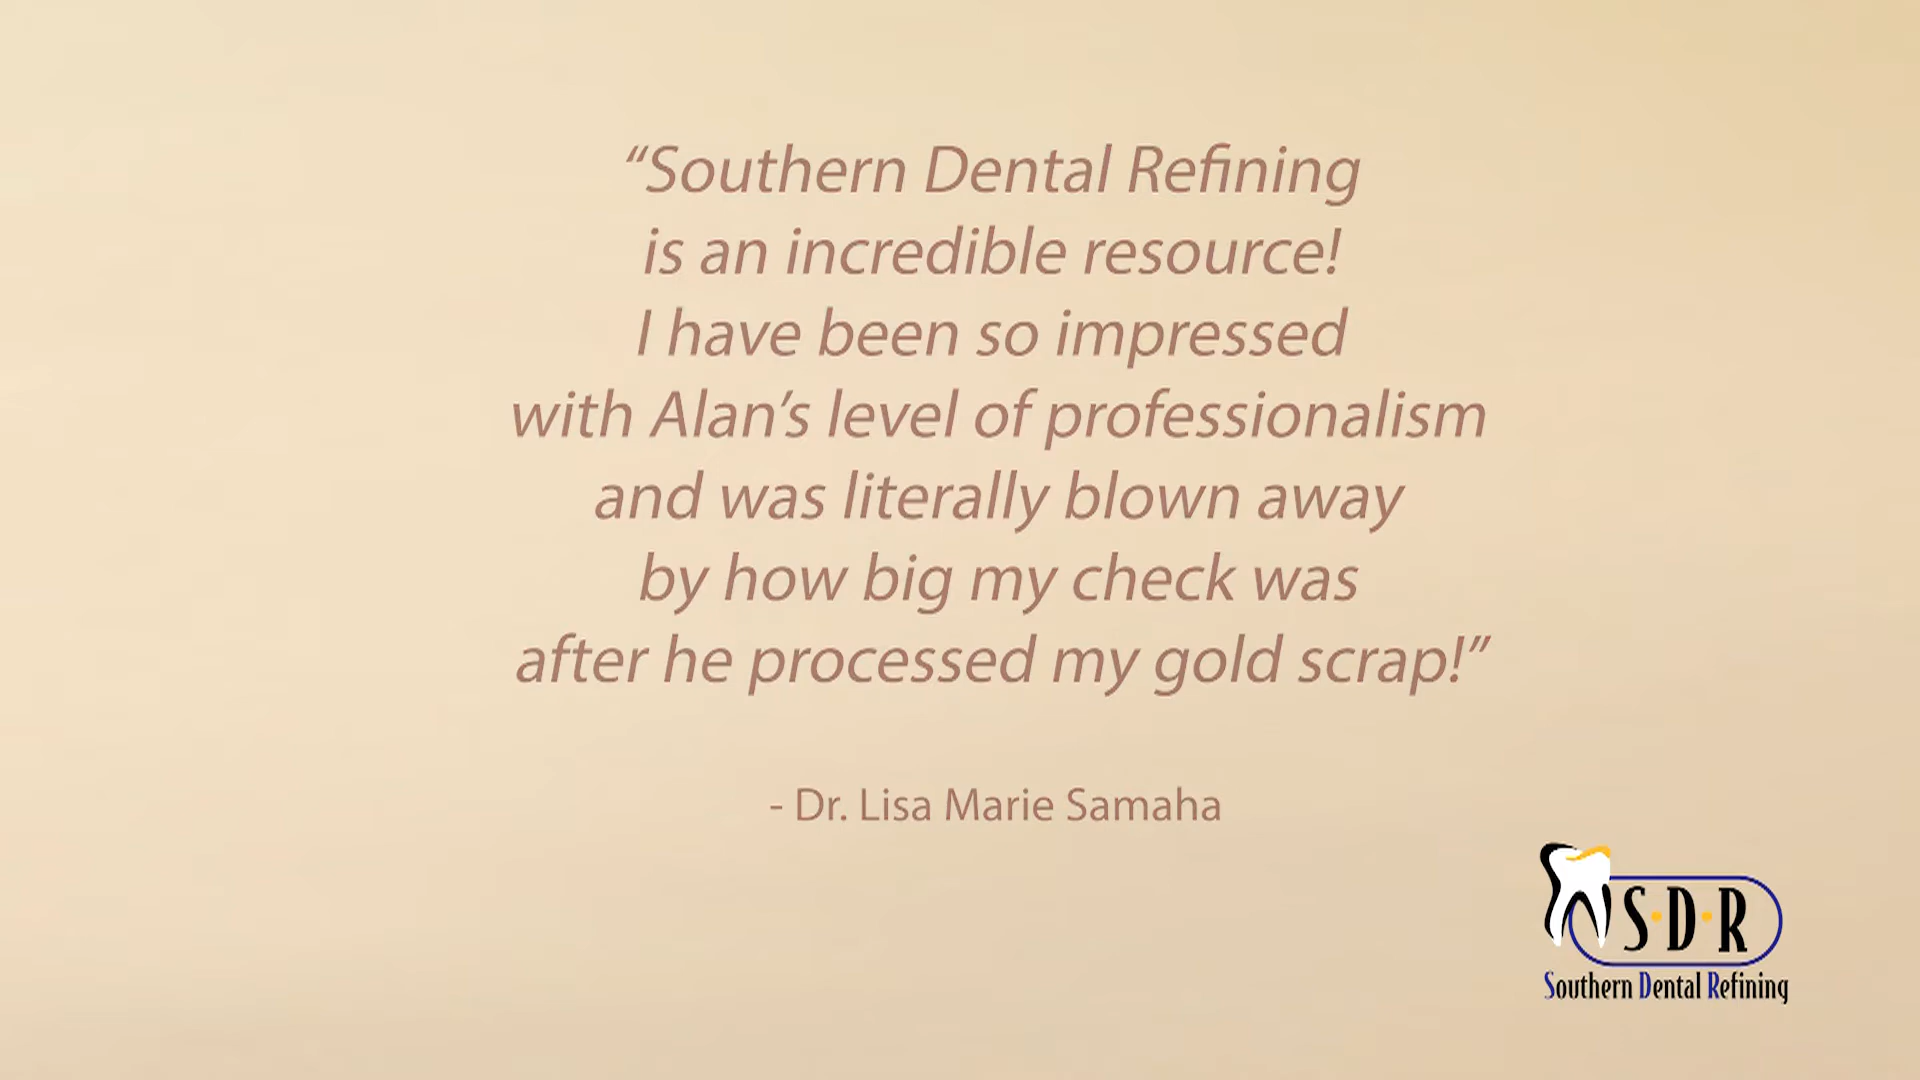 “Southern Dental Refining
is an incredible resource!
I have been so impressed
with Alan’s level of professionalism
and was literally blown away
by how big my check was
after he processed my gold scrap!”
- Dr. Lisa Marie Samaha
S·D·R
Southern Dental Refining